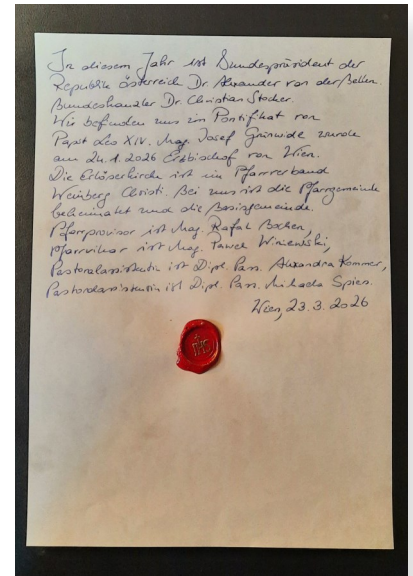 In diesem Jahr ist Bundespräsident der
Republik Österreich Dr. Alexander van der Bellen.
Bundeskanzler Dr. Christian Stocker.
Wir befinden uns im Pontifikat von
Papst Leo XIV. Mag. Josef Grünwidl wurde
am 24.1.2026 Erzbischof von Wien.
Die Erlöserkirche ist im Pfarrverband
Weinberg Christi. Bei uns ist die Pfarrgemeinde
beheimatet und die Basisgemeinde.
Pfarrprovisor ist Mag. Rafal Bochen,
Pfarrvikar ist Mag. Pawel Winiewski,
Pastoralassistentin ist Dipl. Pass. Alexandra Kommer,
Pastoralassistentin ist Dipl. Pass. Michaela Spies.
Wien, 23.3.2026
IHS